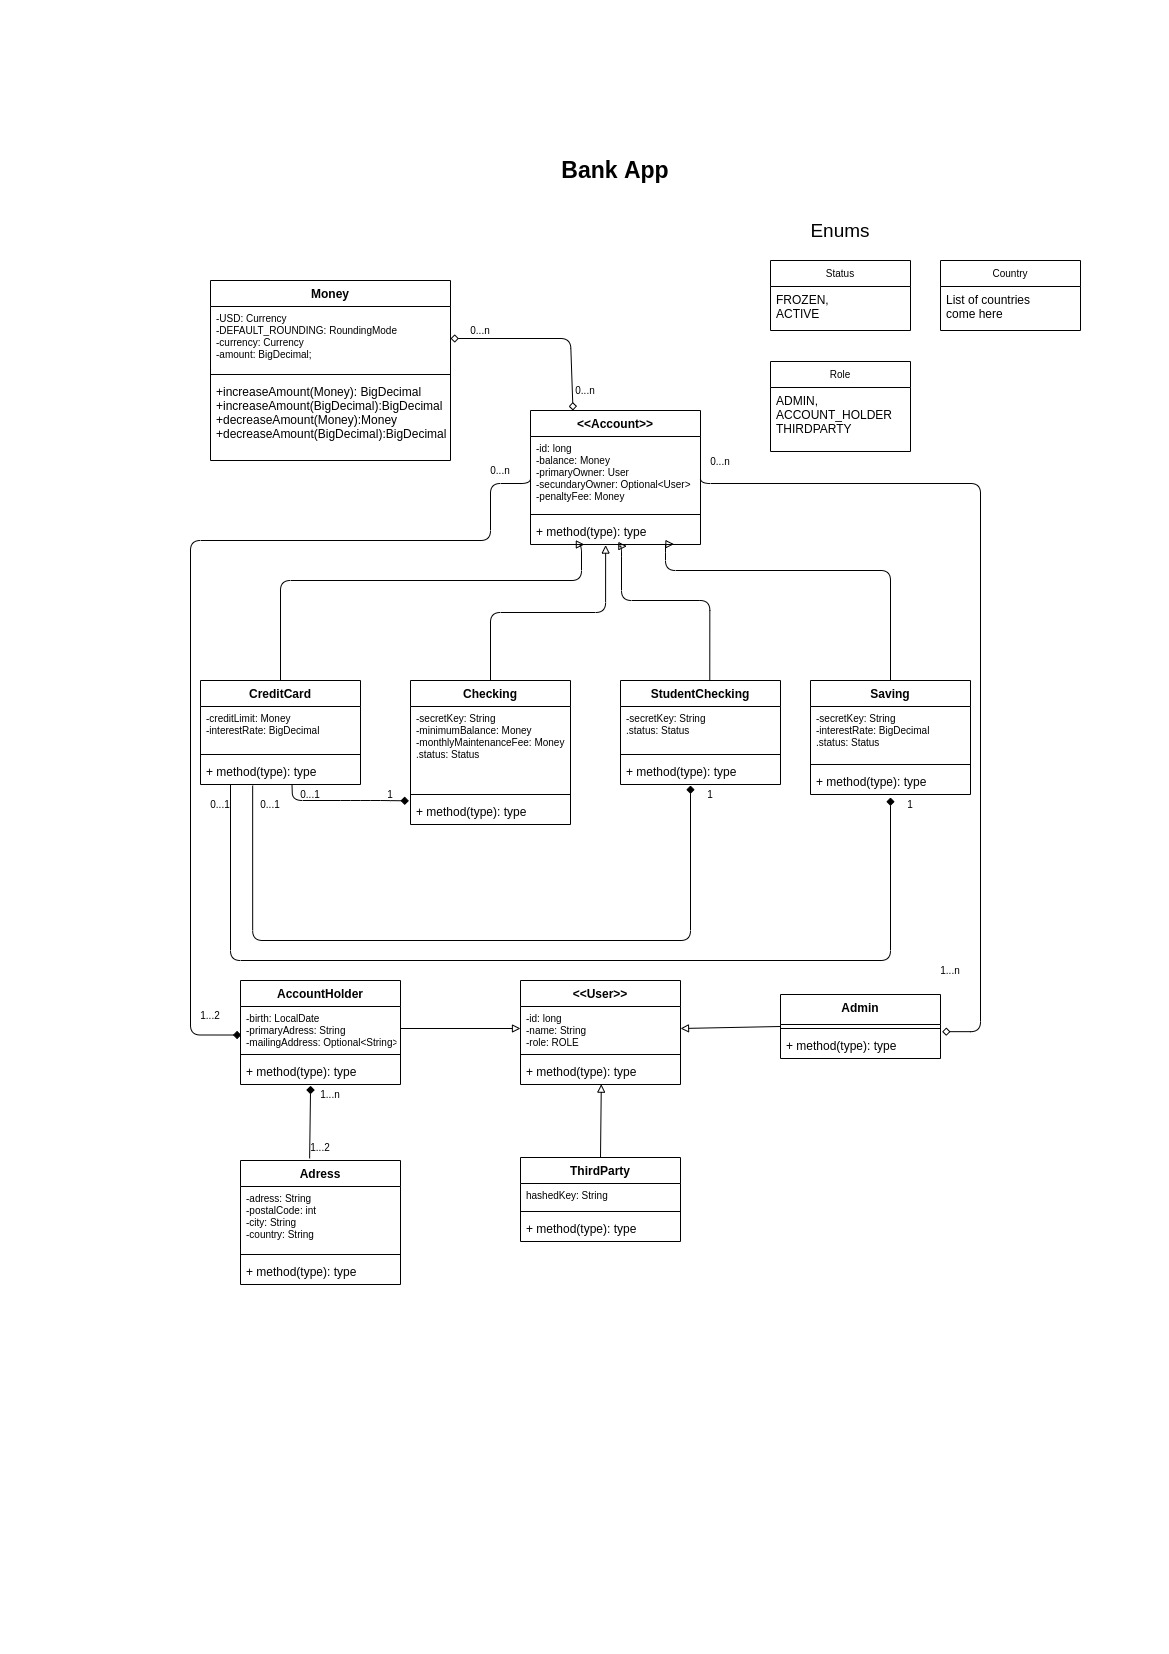 Bank App
Enums
Status
FROZEN,
ACTIVE
Country
List of countries
come here
Role
ADMIN,
ACCOUNT_HOLDER
THIRDPARTY
Money
-USD: Currency
-DEFAULT_ROUNDING: RoundingMode
-currency: Currency
-amount: BigDecimal;
+increaseAmount(Money): BigDecimal
+increaseAmount(BigDecimal):BigDecimal
+decreaseAmount(Money):Money
+decreaseAmount(BigDecimal):BigDecimal
0...n
0...n
<<Account>>
-id: long
-balance: Money
-primaryOwner: User
-secundaryOwner: Optional<User>
-penaltyFee: Money
+ method(type): type
0...n
0...n
CreditCard
-creditLimit: Money
-interestRate: BigDecimal
+ method(type): type
Checking
-secretKey: String
-minimumBalance: Money
-monthlyMaintenanceFee: Money
.status: Status
+ method(type): type
StudentChecking
-secretKey: String
.status: Status
+ method(type): type
Saving
-secretKey: String
-interestRate: BigDecimal
.status: Status
+ method(type): type
0...1
0...1
0...1
1
1
1
1...n
1...2
AccountHolder
-birth: LocalDate
-primaryAdress: String
-mailingAddress: Optional<String>
+ method(type): type
<<User>>
-id: long
-name: String
-role: ROLE
+ method(type): type
Admin
+ method(type): type
1...n
1...2
Adress
-adress: String
-postalCode: int
-city: String
-country: String
+ method(type): type
ThirdParty
hashedKey: String
+ method(type): type